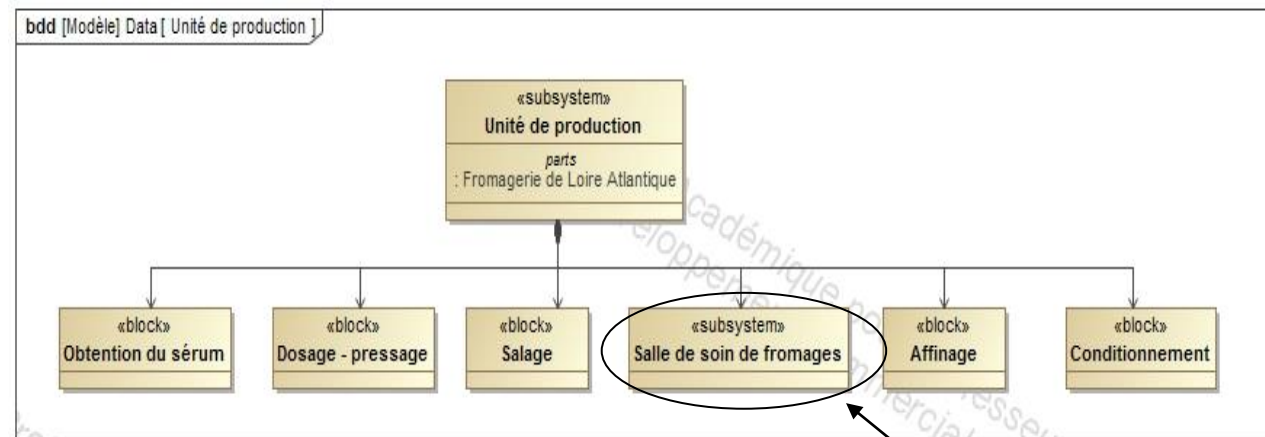 bdd [Modèle] Data [ Unité de production ]
«subsystem»
Unité de production
parts
: Fromagerie de Loire Atlantique
«block»
Obtention du sérum
«block»
Dosage - pressage
«block»
Salage
«subsystem»
Salle de soin de fromages
«block»
Affinage
«block»
Conditionnement